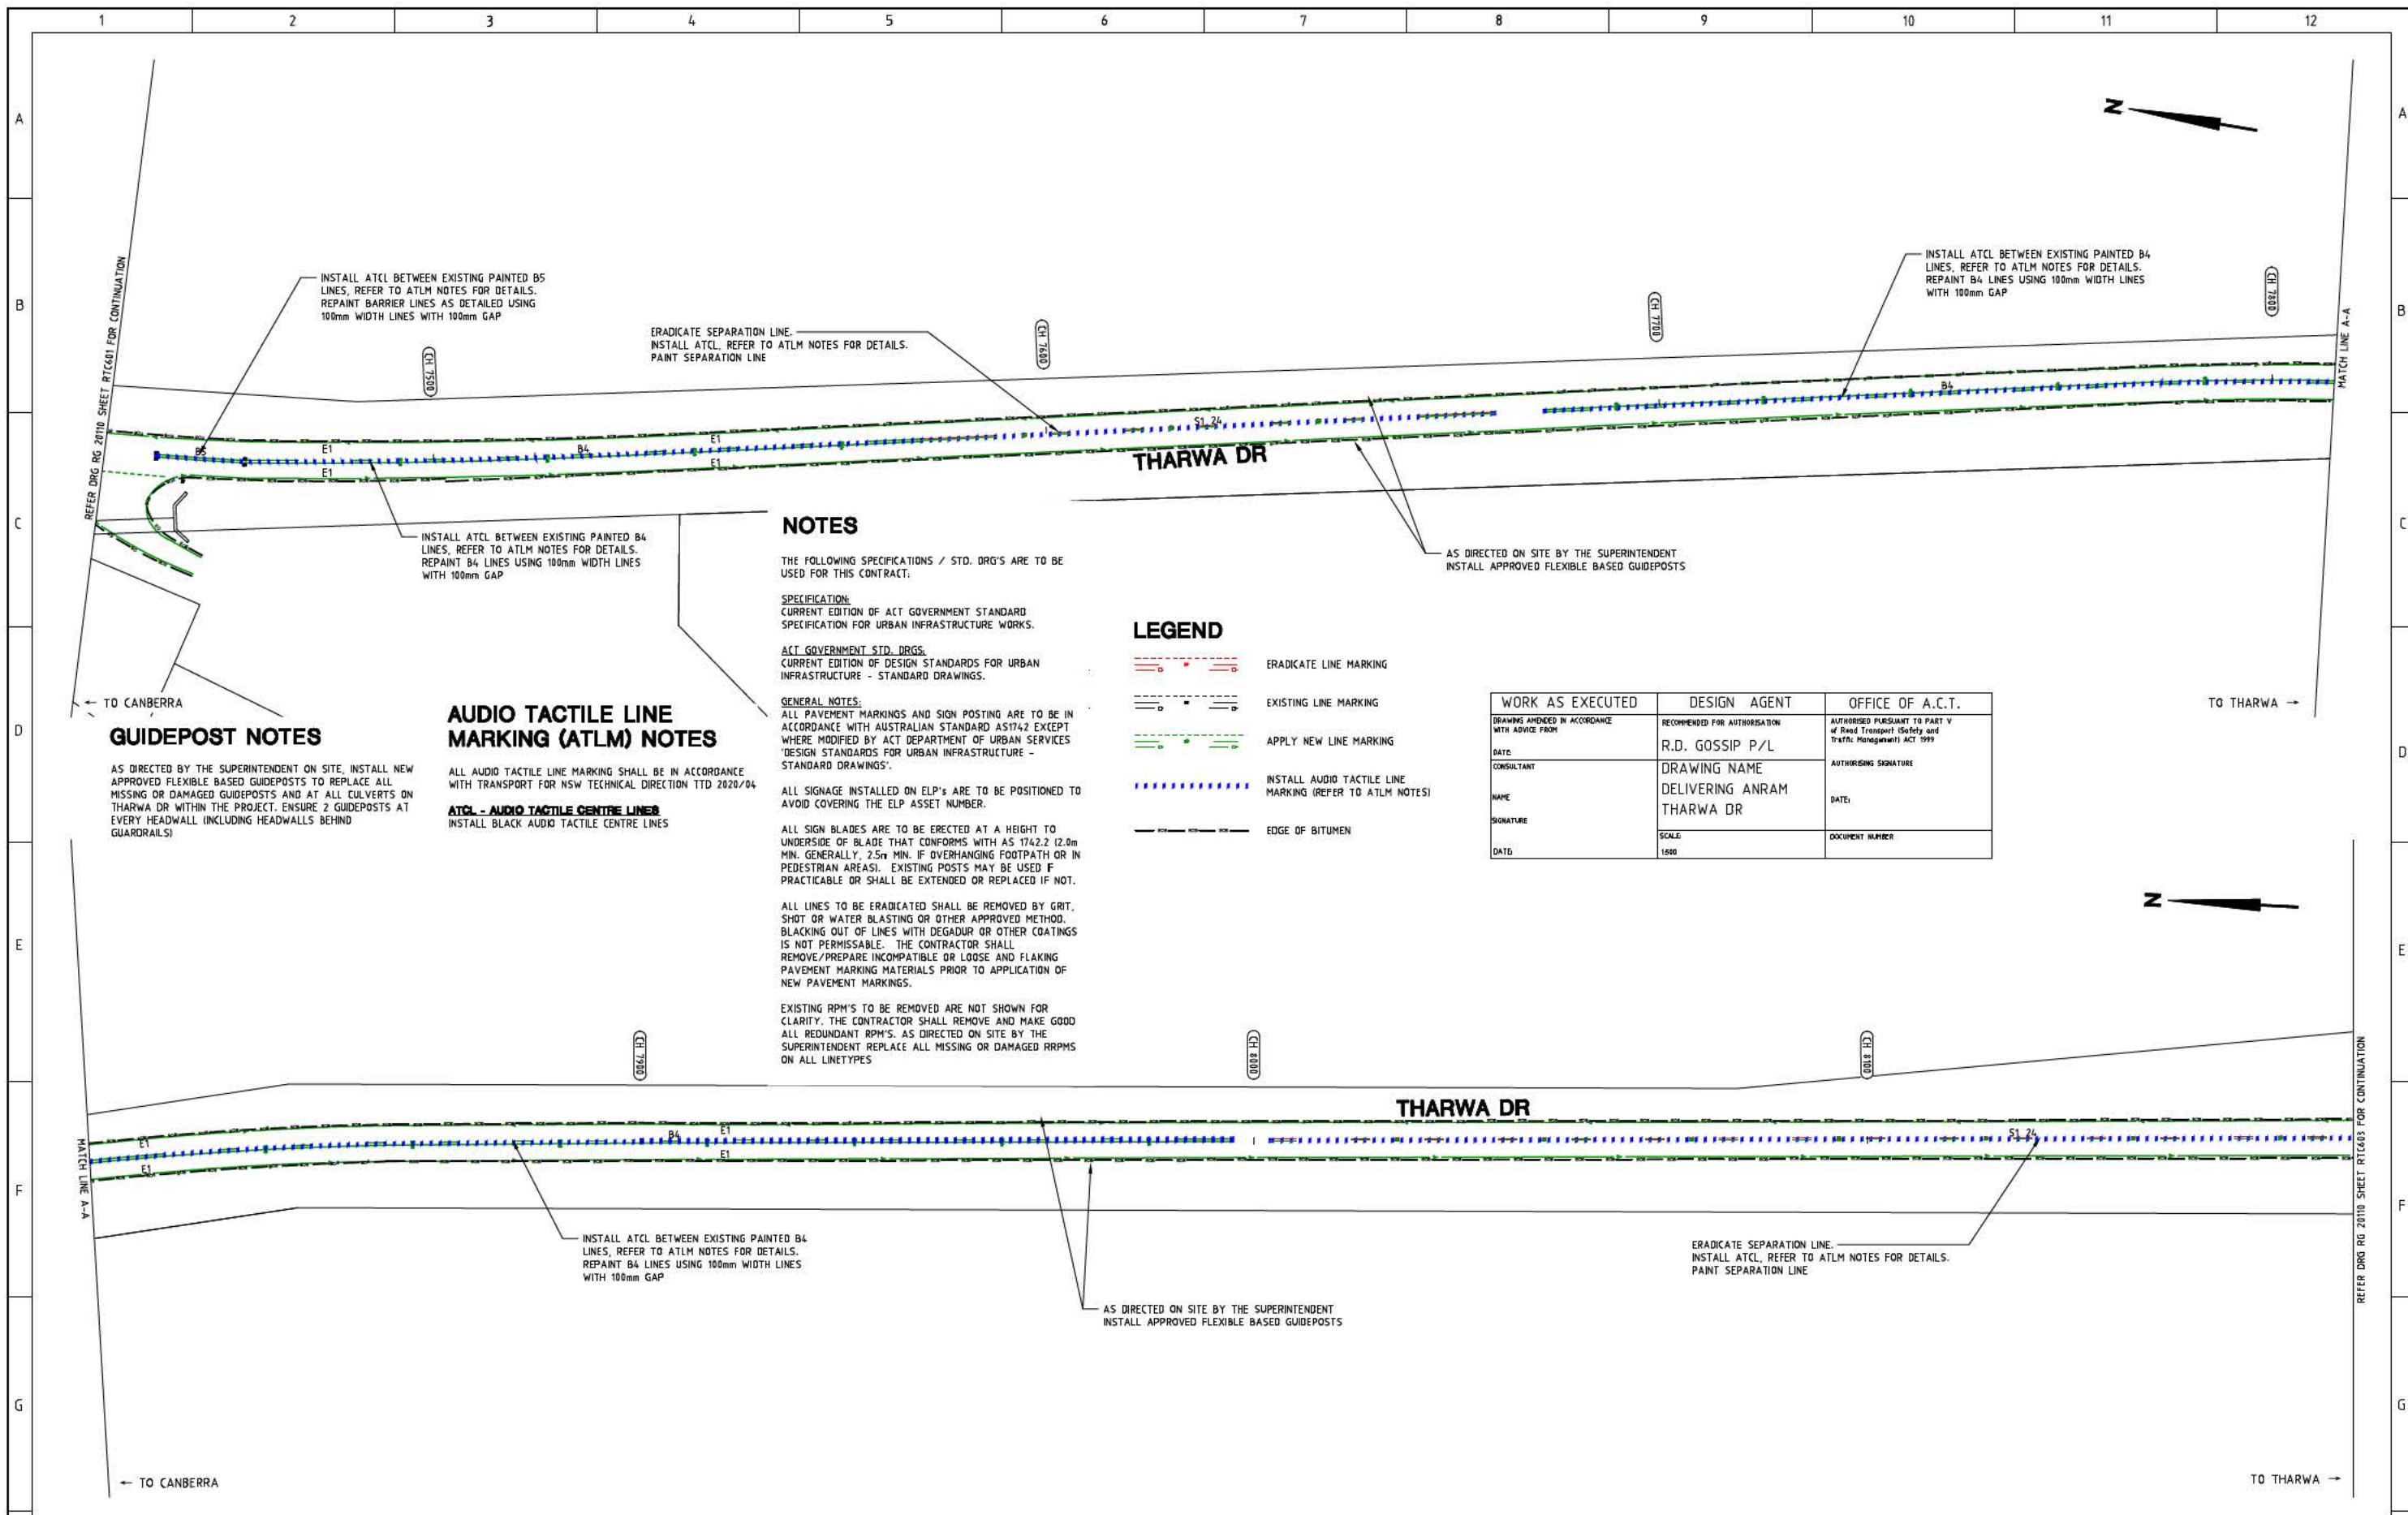 1 2 3 4 5 6 7 8 9 10 11 12
A
A
N
B
B
REFER DRG RG 20110 SHEET RTC601 FOR CONTINUATION
INSTALL ATCL BETWEEN EXISTING PAINTED B5
LINES, REFER TO ATLM NOTES FOR DETAILS.
REPAINT BARRIER LINES AS DETAILED USING
100mm WIDTH LINES WITH 100mm GAP
CH 7500
ERADICATE SEPARATION LINE.
INSTALL ATCL, REFER TO ATLM NOTES FOR DETAILS.
PAINT SEPARATION LINE
CH 7600
CH 7700
INSTALL ATCL BETWEEN EXISTING PAINTED B4
LINES, REFER TO ATLM NOTES FOR DETAILS.
REPAINT B4 LINES USING 100mm WIDTH LINES
WITH 100mm GAP
CH 7800
MATCH LINE A-A
B5
E1
E1
B4
E1
E1
S1 24
B4
THARWA DR
C
C
INSTALL ATCL BETWEEN EXISTING PAINTED B4
LINES, REFER TO ATLM NOTES FOR DETAILS.
REPAINT B4 LINES USING 100mm WIDTH LINES
WITH 100mm GAP
AS DIRECTED ON SITE BY THE SUPERINTENDENT
INSTALL APPROVED FLEXIBLE BASED GUIDEPOSTS
← TO CANBERRA
TO THARWA →
D
D
GUIDEPOST NOTES
AS DIRECTED BY THE SUPERINTENDENT ON SITE, INSTALL NEW
APPROVED FLEXIBLE BASED GUIDEPOSTS TO REPLACE ALL
MISSING OR DAMAGED GUIDEPOSTS AND AT ALL CULVERTS ON
THARWA DR WITHIN THE PROJECT. ENSURE 2 GUIDEPOSTS AT
EVERY HEADWALL (INCLUDING HEADWALLS BEHIND
GUARDRAILS)
AUDIO TACTILE LINE
MARKING (ATLM) NOTES
ALL AUDIO TACTILE LINE MARKING SHALL BE IN ACCORDANCE
WITH TRANSPORT FOR NSW TECHNICAL DIRECTION TTD 2020/04
ATCL - AUDIO TACTILE CENTRE LINES
INSTALL BLACK AUDIO TACTILE CENTRE LINES
NOTES
THE FOLLOWING SPECIFICATIONS / STD. DRG'S ARE TO BE
USED FOR THIS CONTRACT:
SPECIFICATION:
CURRENT EDITION OF ACT GOVERNMENT STANDARD
SPECIFICATION FOR URBAN INFRASTRUCTURE WORKS.
ACT GOVERNMENT STD. DRGS:
CURRENT EDITION OF DESIGN STANDARDS FOR URBAN
INFRASTRUCTURE - STANDARD DRAWINGS.
GENERAL NOTES:
ALL PAVEMENT MARKINGS AND SIGN POSTING ARE TO BE IN
ACCORDANCE WITH AUSTRALIAN STANDARD AS1742 EXCEPT
WHERE MODIFIED BY ACT DEPARTMENT OF URBAN SERVICES
'DESIGN STANDARDS FOR URBAN INFRASTRUCTURE -
STANDARD DRAWINGS'.
ALL SIGNAGE INSTALLED ON ELP's ARE TO BE POSITIONED TO
AVOID COVERING THE ELP ASSET NUMBER.
ALL SIGN BLADES ARE TO BE ERECTED AT A HEIGHT TO
UNDERSIDE OF BLADE THAT CONFORMS WITH AS 1742.2 (2.0m
MIN. GENERALLY, 2.5m MIN. IF OVERHANGING FOOTPATH OR IN
PEDESTRIAN AREAS). EXISTING POSTS MAY BE USED IF
PRACTICABLE OR SHALL BE EXTENDED OR REPLACED IF NOT.
ALL LINES TO BE ERADICATED SHALL BE REMOVED BY GRIT,
SHOT OR WATER BLASTING OR OTHER APPROVED METHOD.
BLACKING OUT OF LINES WITH DEGADUR OR OTHER COATINGS
IS NOT PERMISSABLE. THE CONTRACTOR SHALL
REMOVE/PREPARE INCOMPATIBLE OR LOOSE AND FLAKING
PAVEMENT MARKING MATERIALS PRIOR TO APPLICATION OF
NEW PAVEMENT MARKINGS.
EXISTING RPM'S TO BE REMOVED ARE NOT SHOWN FOR
CLARITY. THE CONTRACTOR SHALL REMOVE AND MAKE GOOD
ALL REDUNDANT RPM'S. AS DIRECTED ON SITE BY THE
SUPERINTENDENT REPLACE ALL MISSING OR DAMAGED RRPMS
ON ALL LINETYPES
LEGEND
ERADICATE LINE MARKING
EXISTING LINE MARKING
APPLY NEW LINE MARKING
INSTALL AUDIO TACTILE LINE
MARKING (REFER TO ATLM NOTES)
EDGE OF BITUMEN
WORK AS EXECUTED
DRAWING AMENDED IN ACCORDANCE
WITH ADVICE FROM
DATE:
CONSULTANT
NAME
SIGNATURE
DATE:
DESIGN AGENT
RECOMMENDED FOR AUTHORISATION
R.D. GOSSIP P/L
DRAWING NAME
DELIVERING ANRAM
THARWA DR
SCALE:
1:500
OFFICE OF A.C.T.
AUTHORISED PURSUANT TO PART V
of Road Transport (Safety and
Traffic Management) ACT 1999
AUTHORISING SIGNATURE
DATE:
DOCUMENT NUMBER
N
E
E
CH 7900
CH 8000
CH 8100
THARWA DR
MATCH LINE A-A
E1
E1
B4
E1
E1
S1 24
REFER DRG RG 20110 SHEET RTC603 FOR CONTINUATION
F
F
INSTALL ATCL BETWEEN EXISTING PAINTED B4
LINES, REFER TO ATLM NOTES FOR DETAILS.
REPAINT B4 LINES USING 100mm WIDTH LINES
WITH 100mm GAP
AS DIRECTED ON SITE BY THE SUPERINTENDENT
INSTALL APPROVED FLEXIBLE BASED GUIDEPOSTS
ERADICATE SEPARATION LINE.
INSTALL ATCL, REFER TO ATLM NOTES FOR DETAILS.
PAINT SEPARATION LINE
G
G
← TO CANBERRA
TO THARWA →